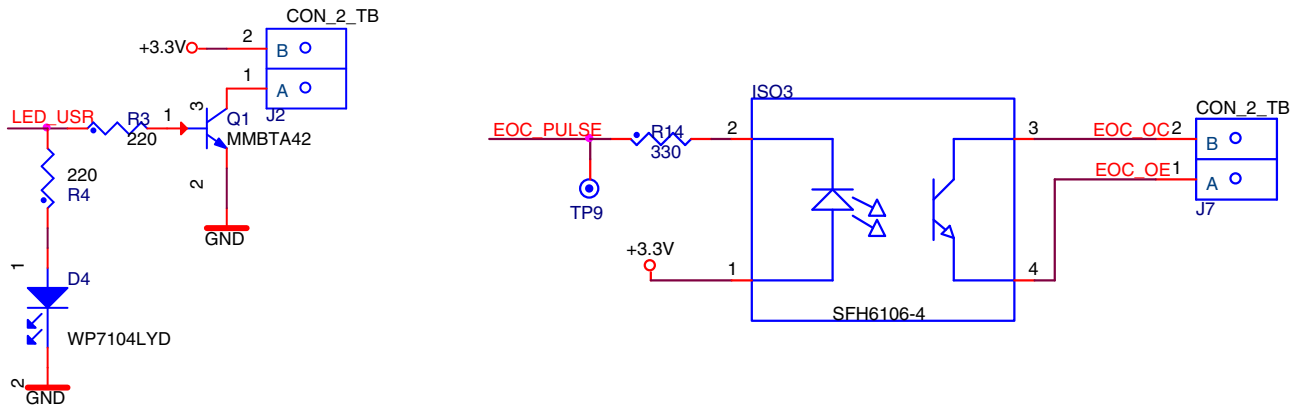 CON_2_TB
+3.3V
2
B
1
A
J2
LED_USR
R3
220
1
3
Q1
MMBTA42
2
GND
220
R4
1
D4
WP7104LYD
2
GND
ISO3
EOC_PULSE
R14
330
2
TP9
+3.3V
1
3
4
SFH6106-4
CON_2_TB
EOC_OC
2
B
EOC_OE
1
A
J7